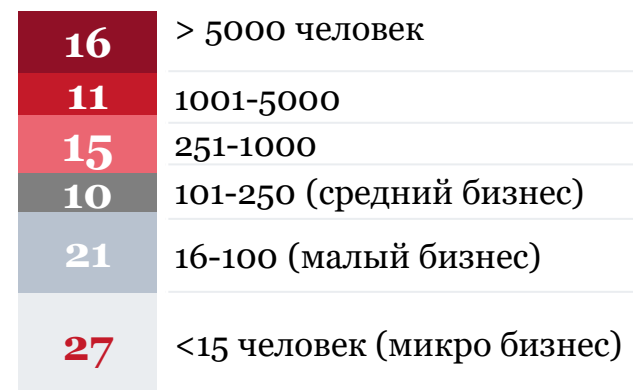 16 > 5000 человек
11 1001-5000
15 251-1000
10 101-250 (средний бизнес)
21 16-100 (малый бизнес)
27 <15 человек (микро бизнес)